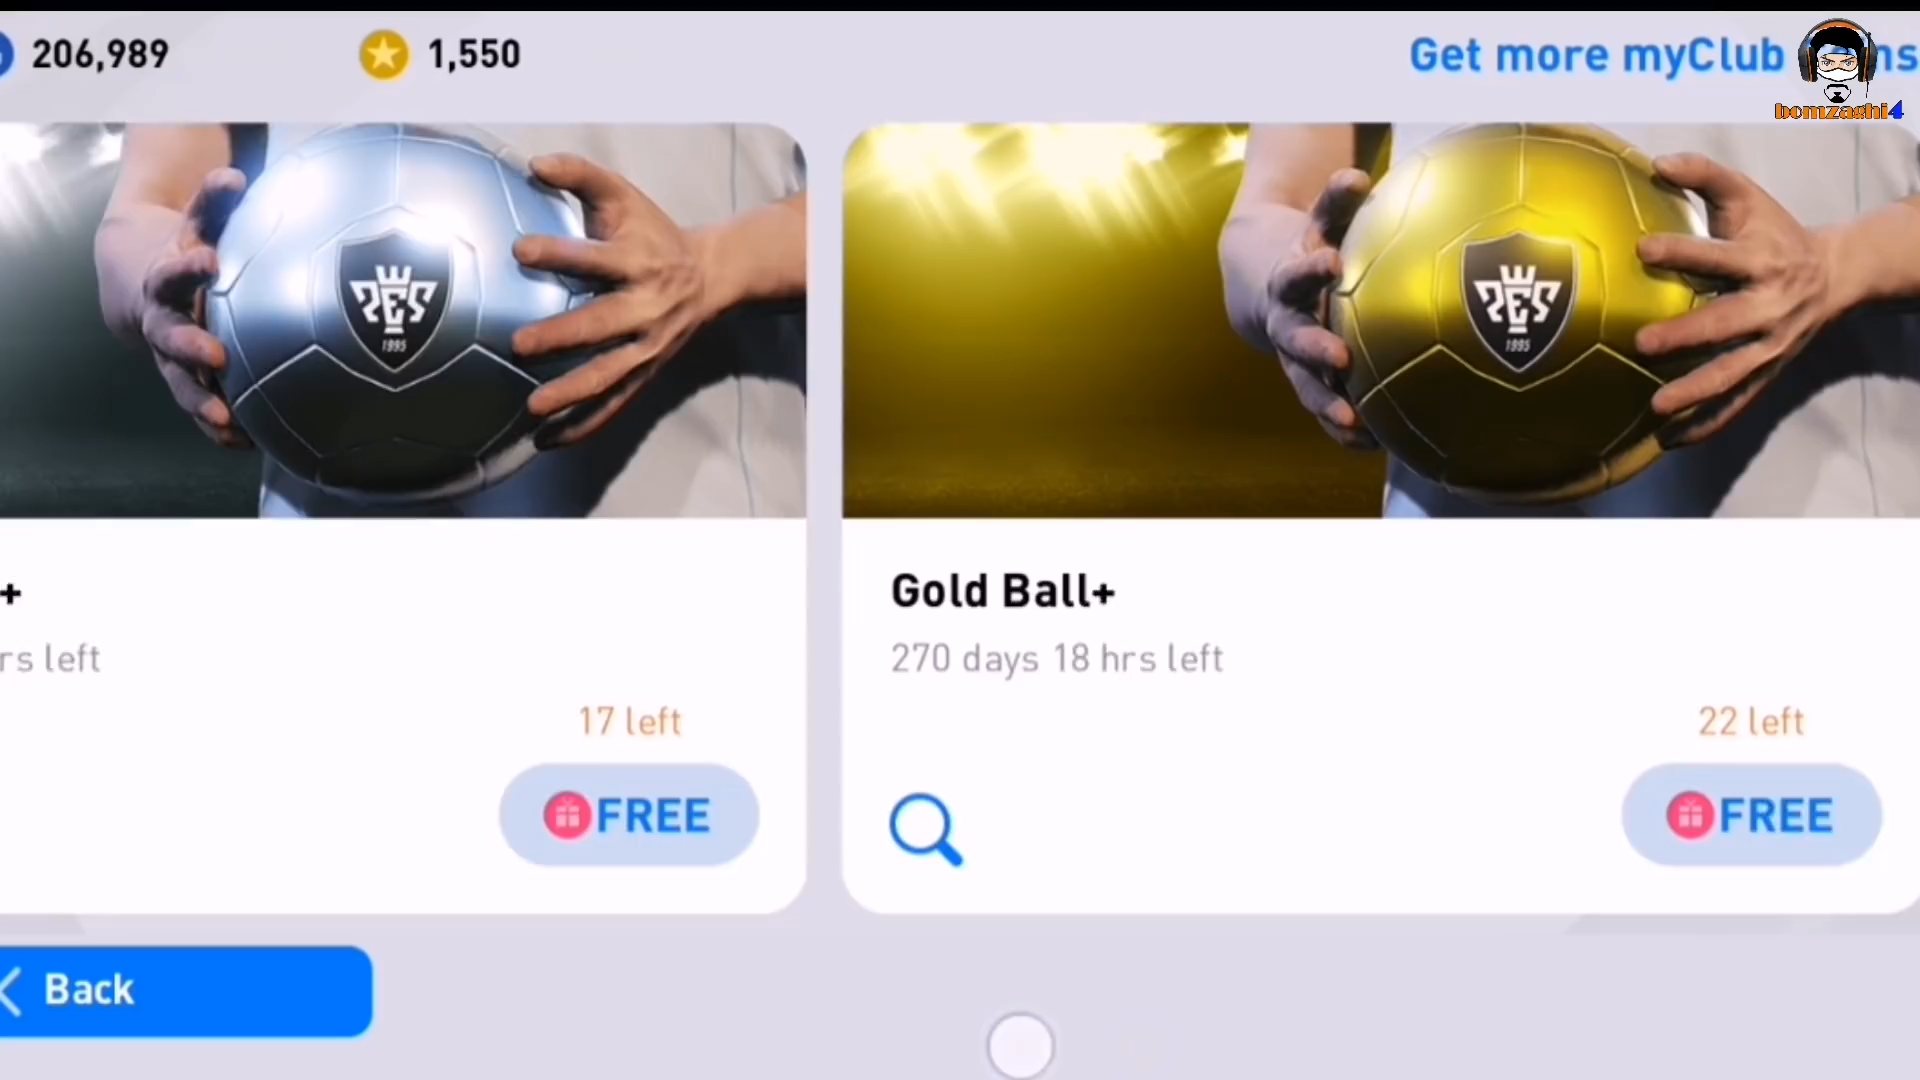 206,989
1,550
Get more myClub
bomzaghi4
PES
1995
PES
1995
+
rs left
17 left
FREE
Gold Ball+
270 days 18 hrs left
22 left
FREE
Back